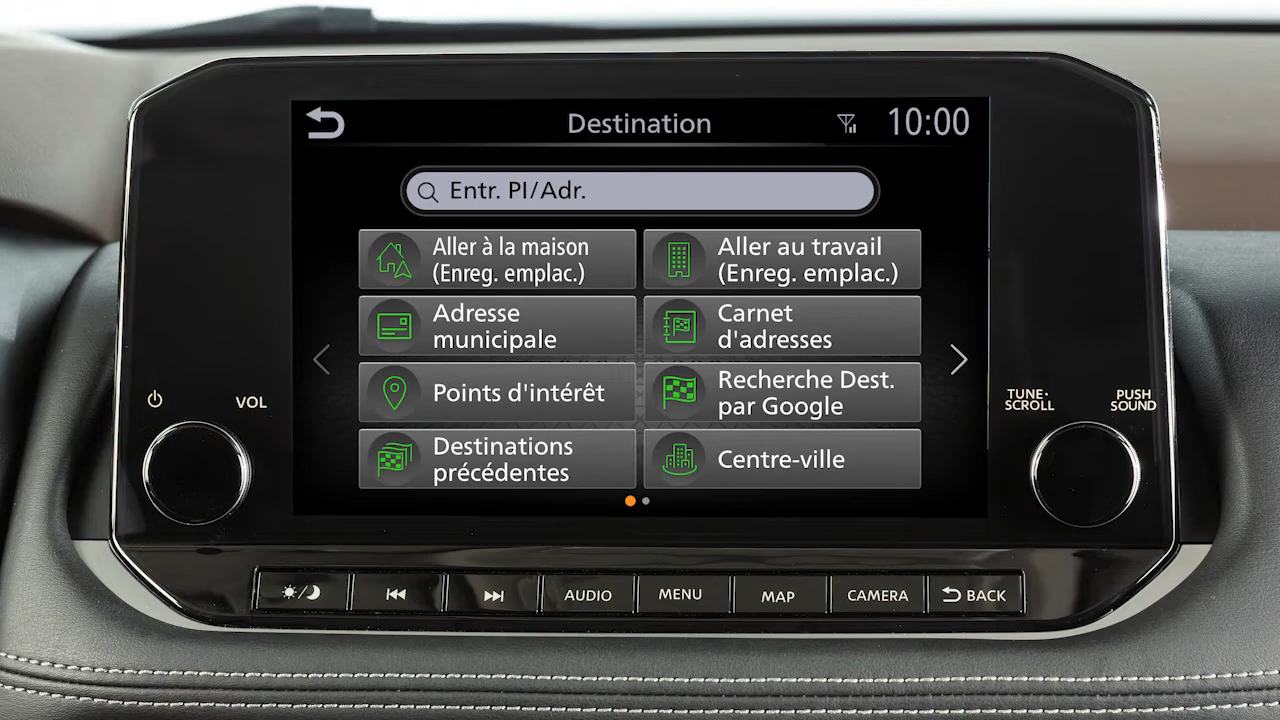 Destination 10:00
Entr. PI/Adr.
Aller à la maison
(Enreg. emplac.)
Aller au travail
(Enreg. emplac.)
Adresse
municipale
Carnet
d'adresses
Points d'intérêt
Recherche Dest.
par Google
Destinations
précédentes
Centre-ville
VOL
TUNE·
SCROLL
PUSH
SOUND
AUDIO
MENU
MAP
CAMERA
BACK